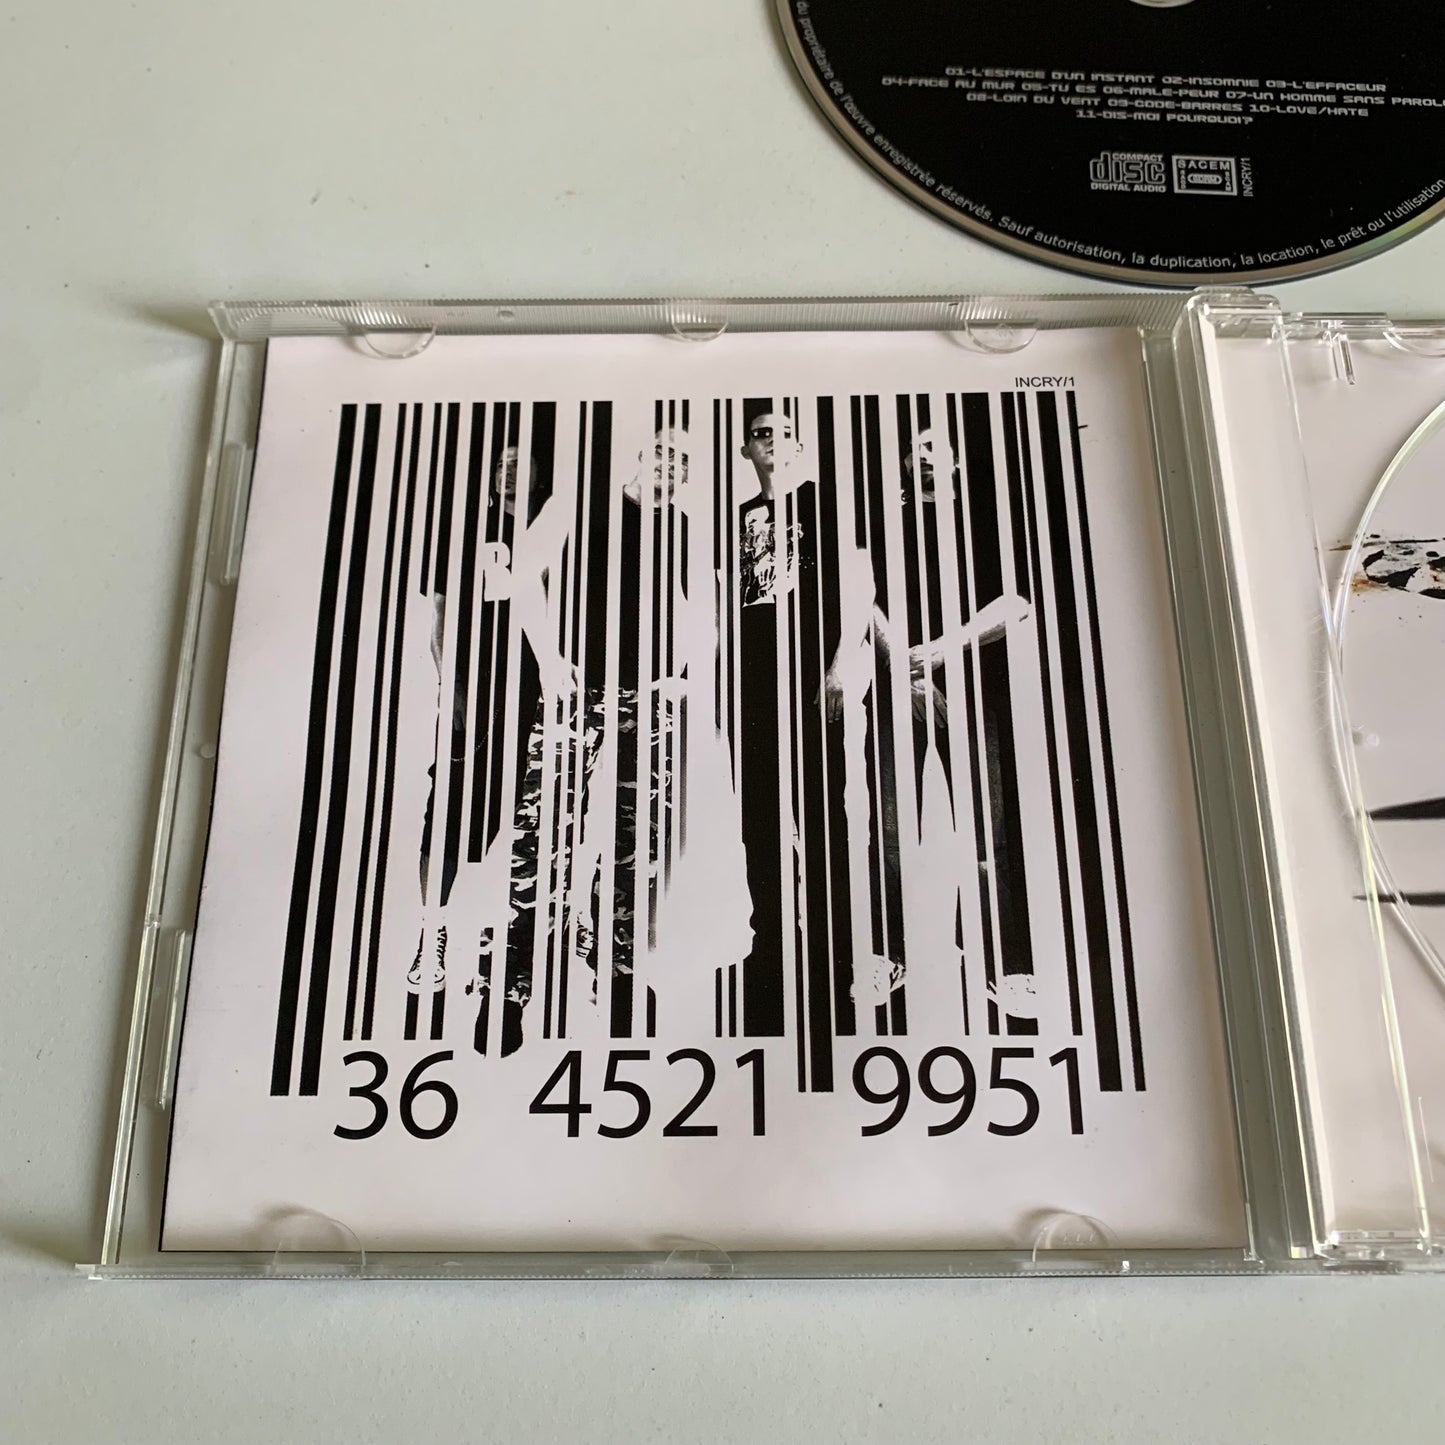 01-L'ESPACE D'UN INSTANT 02-INSOMNIE 03-L'EFFACEUR
04-FACE AU MUR 05-TU ES 06-MALE-PEUR 07-UN HOMME SANS PAROLE
08-LOIN DU VENT 09-CODE-BARRES 10-LOVE/HATE
11-DIS-MOI POURQUOI?
COMPACT
disc
DIGITAL AUDIO
SACEM
INCRY/1
du propriétaire de l'œuvre enregistrée réservés. Sauf autorisation, la duplication, la location, le prêt ou l'utilisation
INCRY/1
36 4521 9951